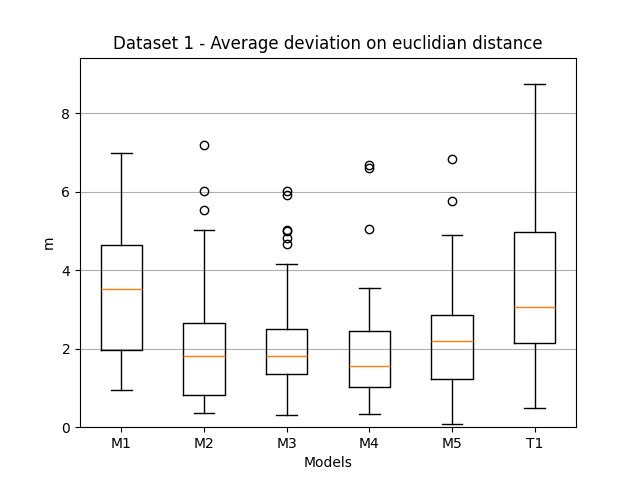 Dataset 1 - Average deviation on euclidian distance
8
6
m
4
2
0
M1 M2 M3 M4 M5 T1
Models